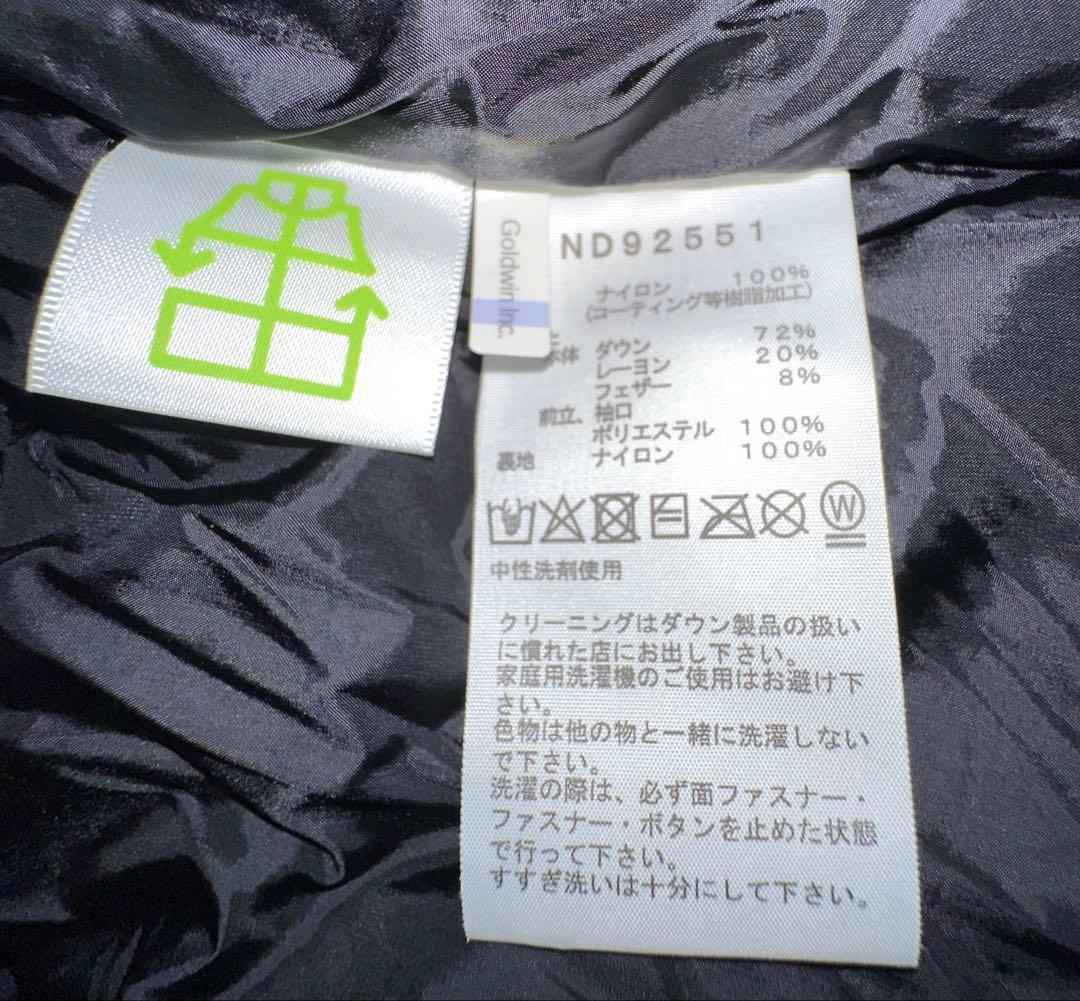 Goldwin Inc.
ND92551
ナイロン 100%
(コーティング等樹脂加工)
ダウン 72%
レーヨン 20%
フェザー 8%
前立、袖口
ポリエステル 100%
裏地 ナイロン 100%
W
中性洗剤使用
クリーニングはダウン製品の扱い
に慣れた店にお出し下さい。
家庭用洗濯機のご使用はお避け下
さい。
色物は他の物と一緒に洗濯しない
で下さい。
洗濯の際は、必ず面ファスナー・
ファスナー・ボタンを止めた状態
で行って下さい。
すすぎ洗いは十分にして下さい。